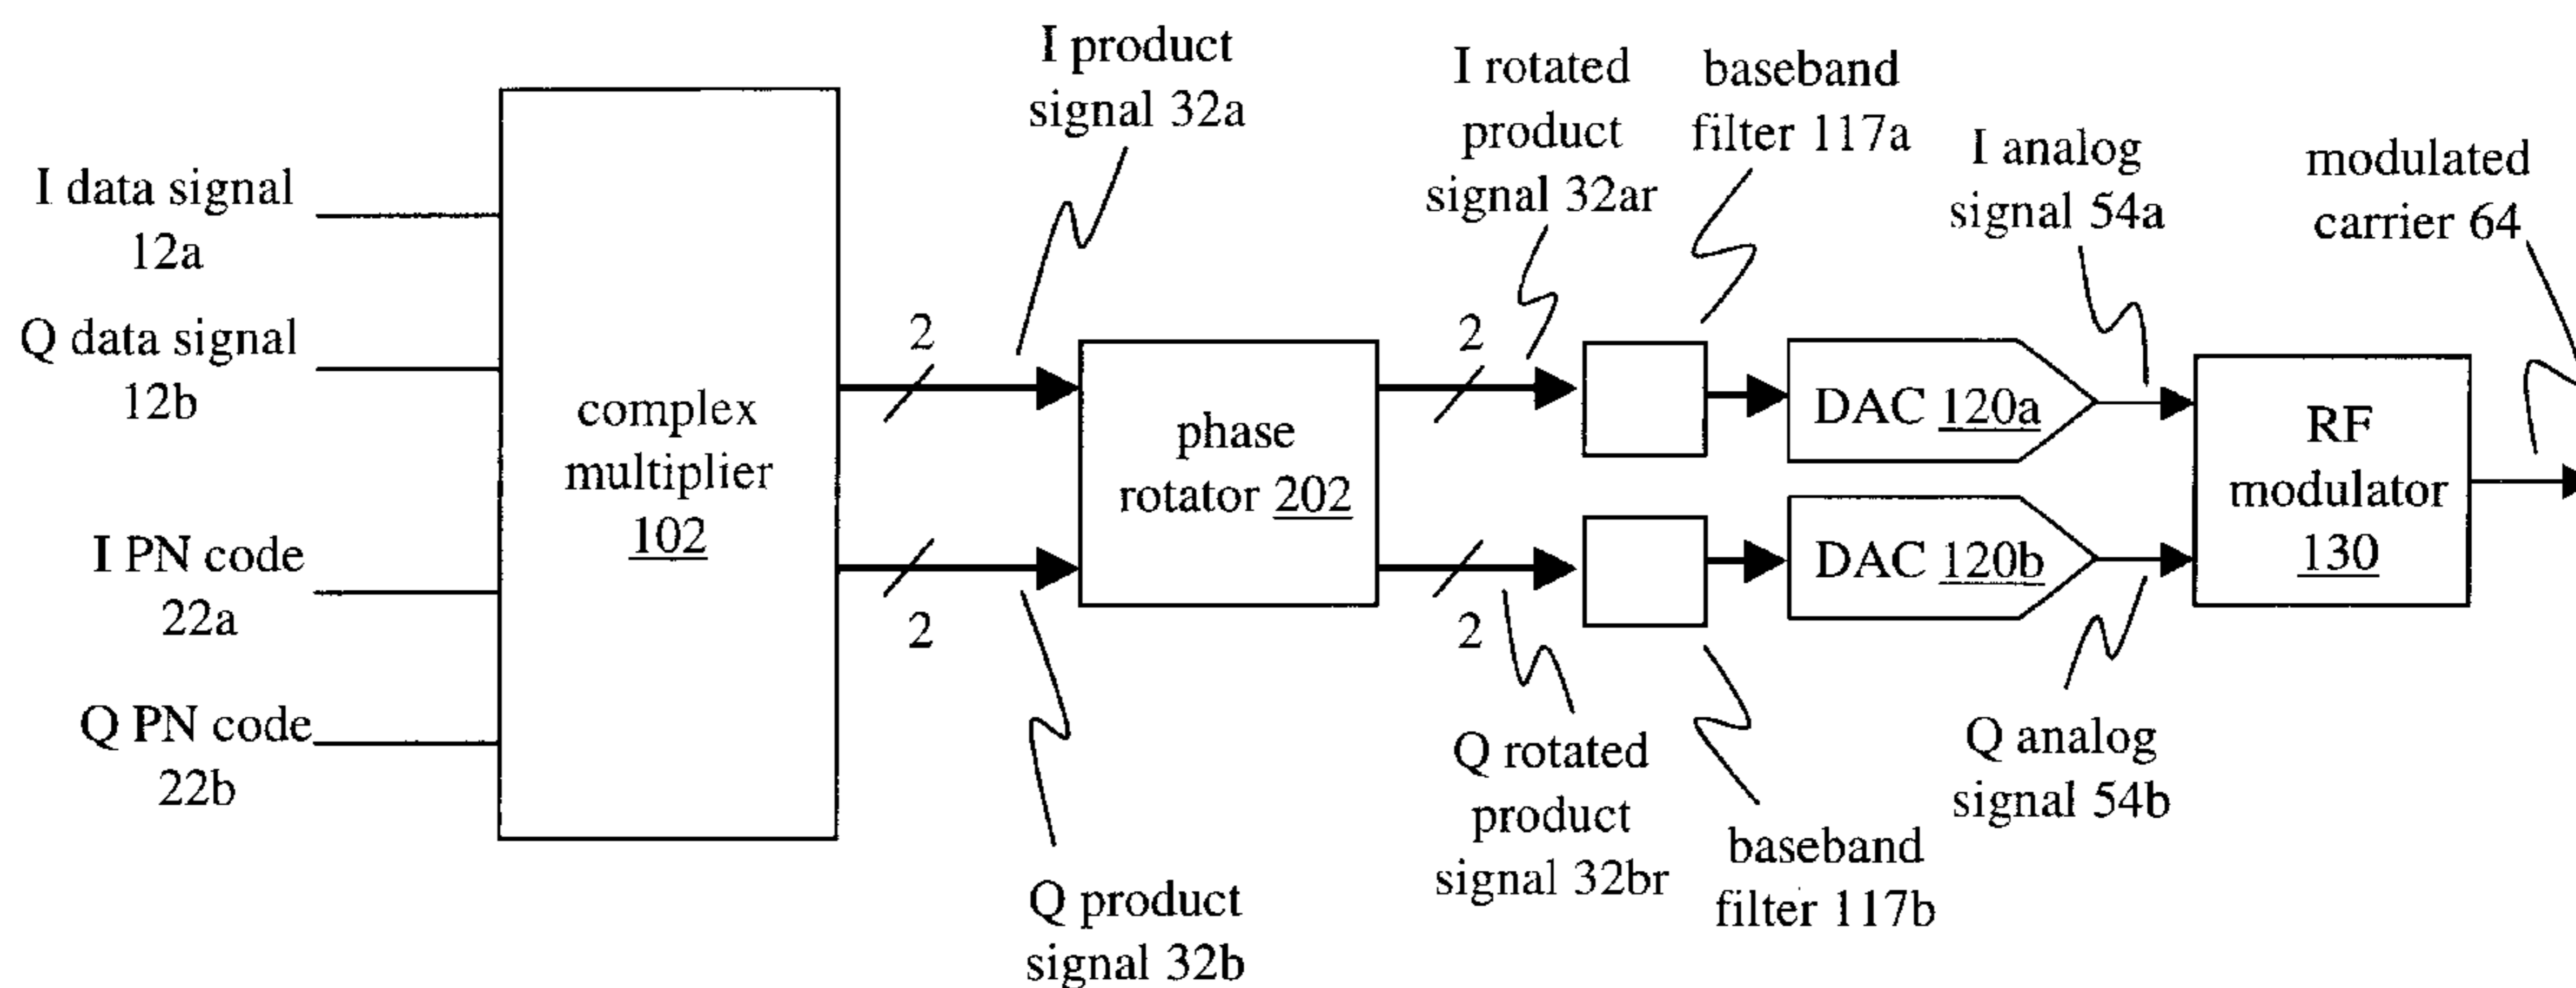 I data signal
12a
Q data signal
12b
I PN code
22a
Q PN code
22b
complex
multiplier
102
I product
signal 32a
2
2
Q product
signal 32b
phase
rotator 202
I rotated
product
signal 32ar
2
2
Q rotated
product
signal 32br
baseband
filter 117a
baseband
filter 117b
DAC 120a
DAC 120b
I analog
signal 54a
Q analog
signal 54b
RF
modulator
130
modulated
carrier 64